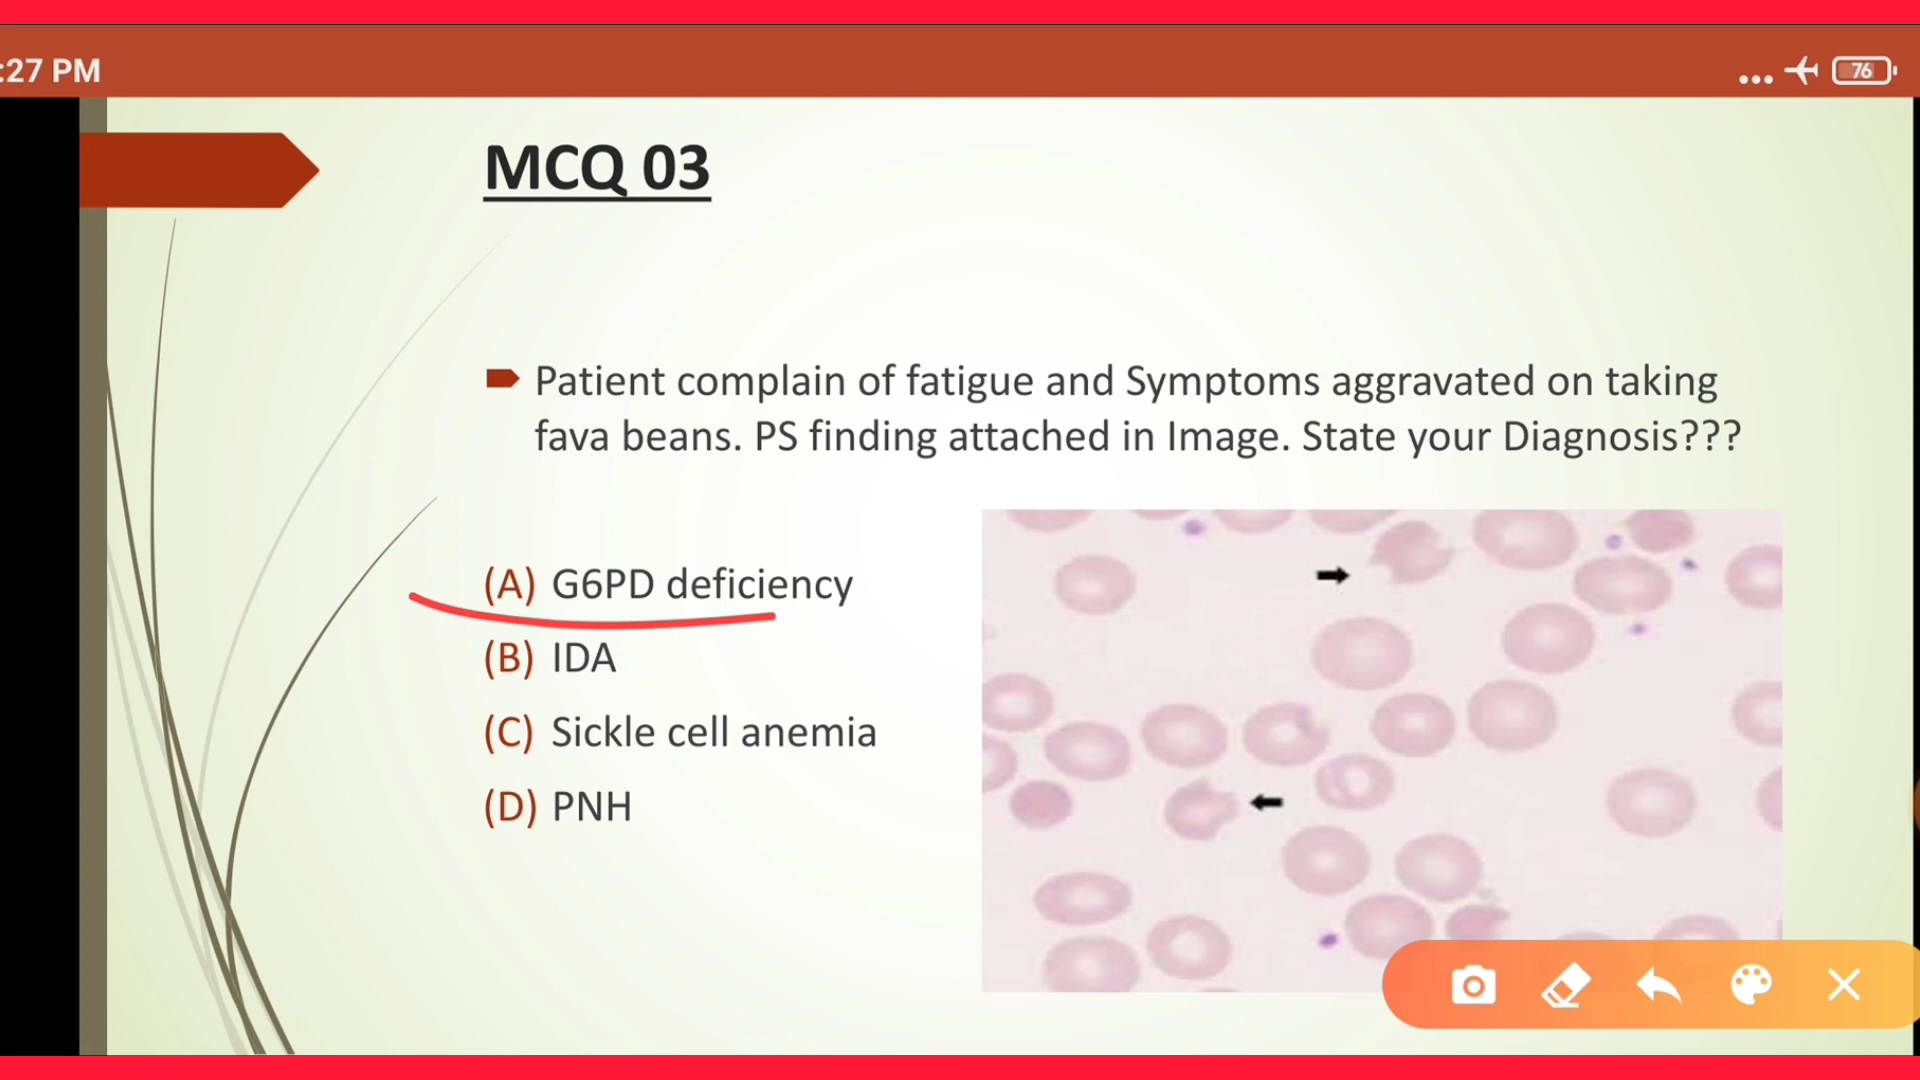 :27 PM
76
MCQ 03
Patient complain of fatigue and Symptoms aggravated on taking
fava beans. PS finding attached in Image. State your Diagnosis???
(A) G6PD deficiency
(B) IDA
(C) Sickle cell anemia
(D) PNH